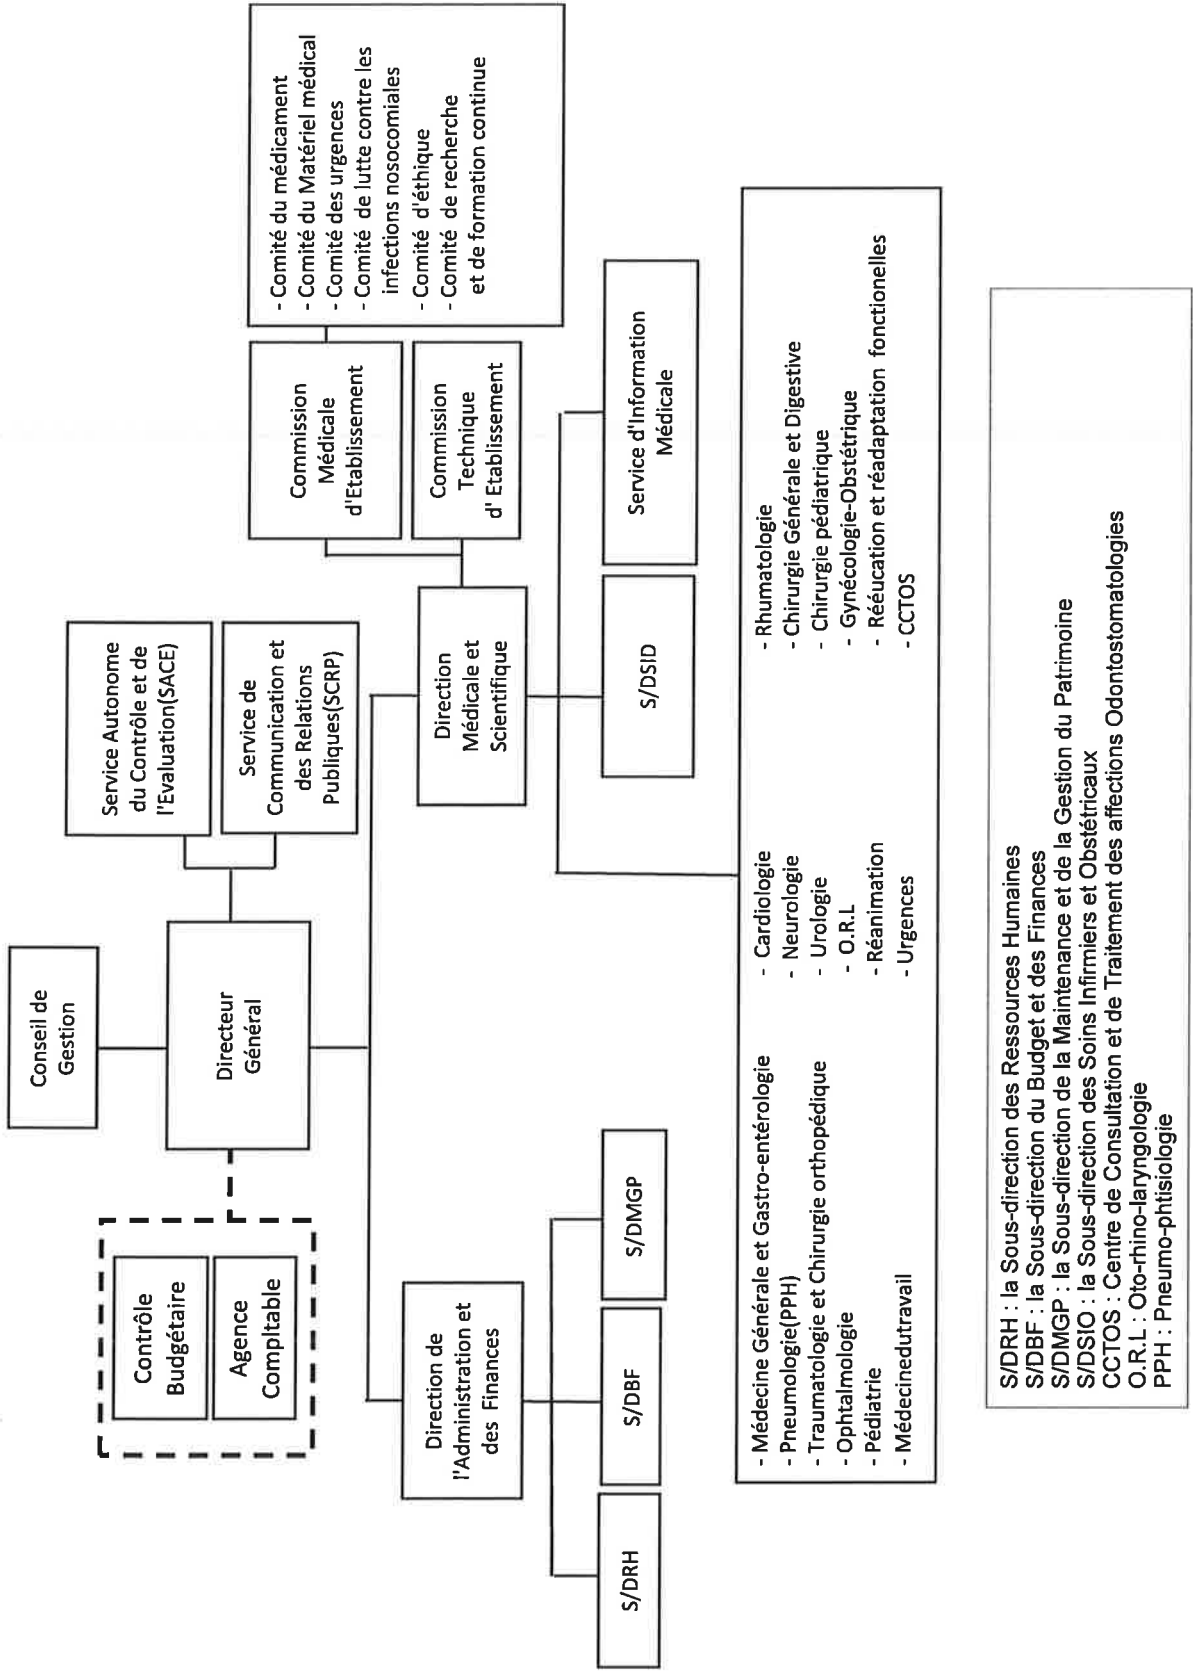 Conseil de
Gestion
Contrôle
Budgétaire
Agence
Compltable
Directeur
Général
Service Autonome
du Contrôle et de
l'Evaluation(SACE)
Service de
Communication et
des Relations
Publiques(SCRP)
Direction de
l'Administration et
des Finances
Direction
Médicale et
Scientifique
Commission
Médicale
d'Etablissement
Commission
Technique
d' Etablissement
- Comité du médicament
- Comité du Matériel médical
- Comité des urgences
- Comité de lutte contre les
infections nosocomiales
- Comité d'éthique
- Comité de recherche
et de formation continue
S/DRH
S/DBF
S/DMGP
S/DSID
Service d'Information
Médicale
- Médecine Générale et Gastro-entérologie
- Pneumologie(PPH)
- Traumatologie et Chirurgie orthopédique
- Ophtalmologie
- Pédiatrie
- Médecinedutravail
- Cardiologie
- Neurologie
- Urologie
- O.R.L
- Réanimation
- Urgences
- Rhumatologie
- Chirurgie Générale et Digestive
- Chirurgie pédiatrique
- Gynécologie-Obstétrique
- Rééucation et réadaptation fonctionelles
- CCTOS
S/DRH : la Sous-direction des Ressources Humaines
S/DBF : la Sous-direction du Budget et des Finances
S/DMGP : la Sous-direction de la Maintenance et de la Gestion du Patrimoine
S/DSIO : la Sous-direction des Soins Infirmiers et Obstétricaux
CCTOS : Centre de Consultation et de Traitement des affections Odontostomatologies
O.R.L : Oto-rhino-laryngologie
PPH : Pneumo-phtisiologie